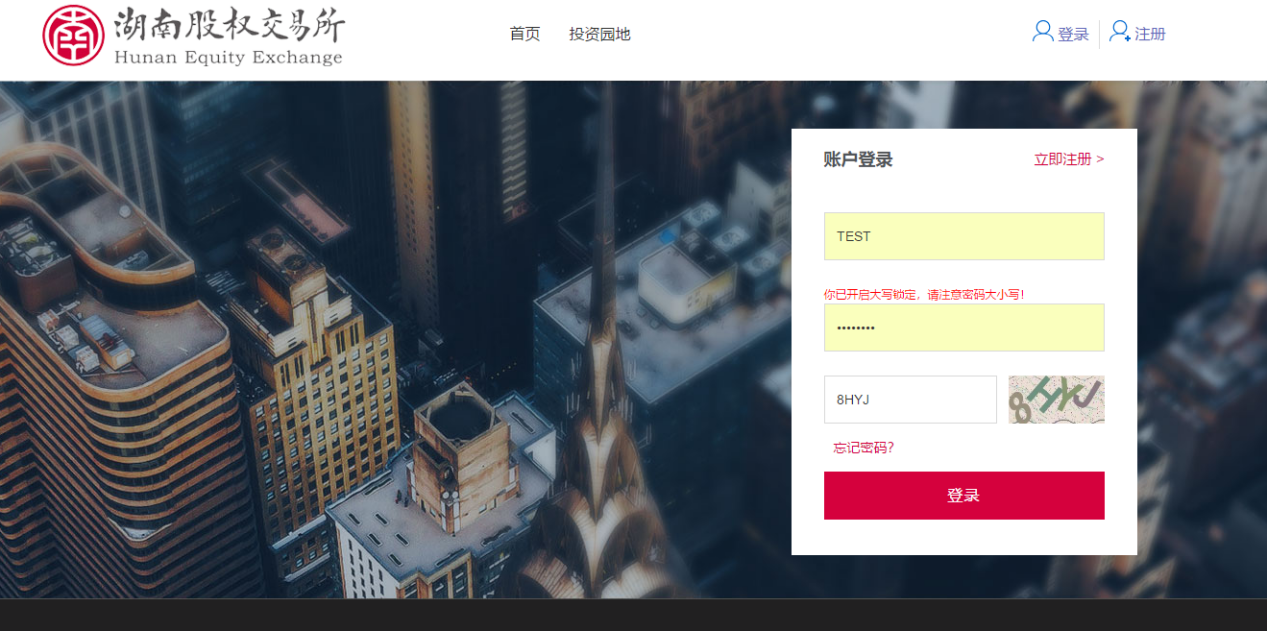 湖南股权交易所
Hunan Equity Exchange
首页 投资园地
登录 注册
账户登录 立即注册 >
TEST
你已开启大写锁定，请注意密码大小写！
••••••••
8HYJ 8HYJ
忘记密码？
登录